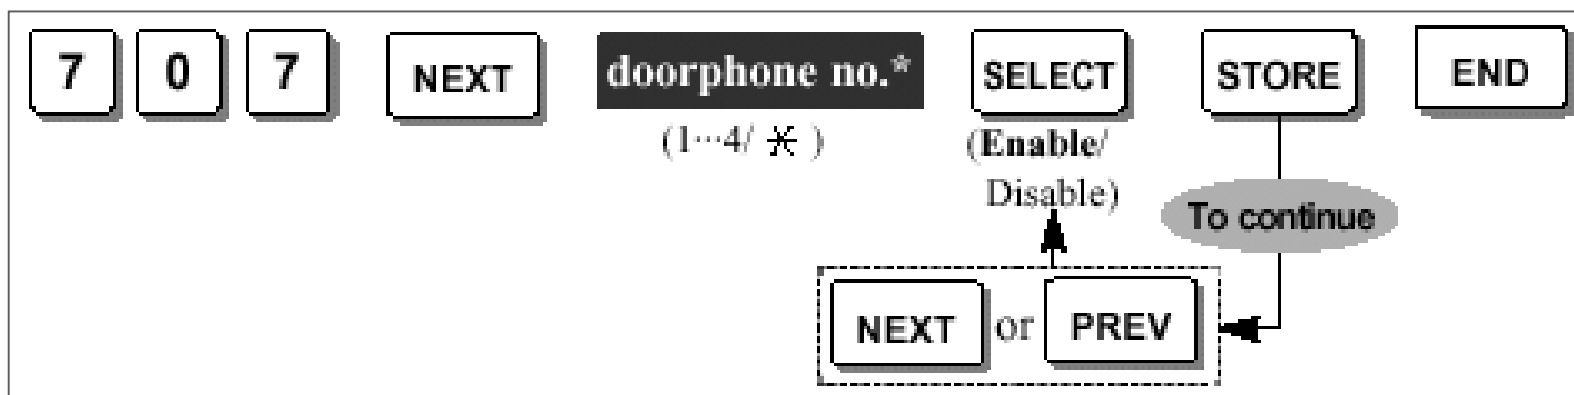 7 0 7 NEXT doorphone no.* SELECT STORE END
(1···4/ ✳ ) (Enable/
Disable)
To continue
NEXT or PREV